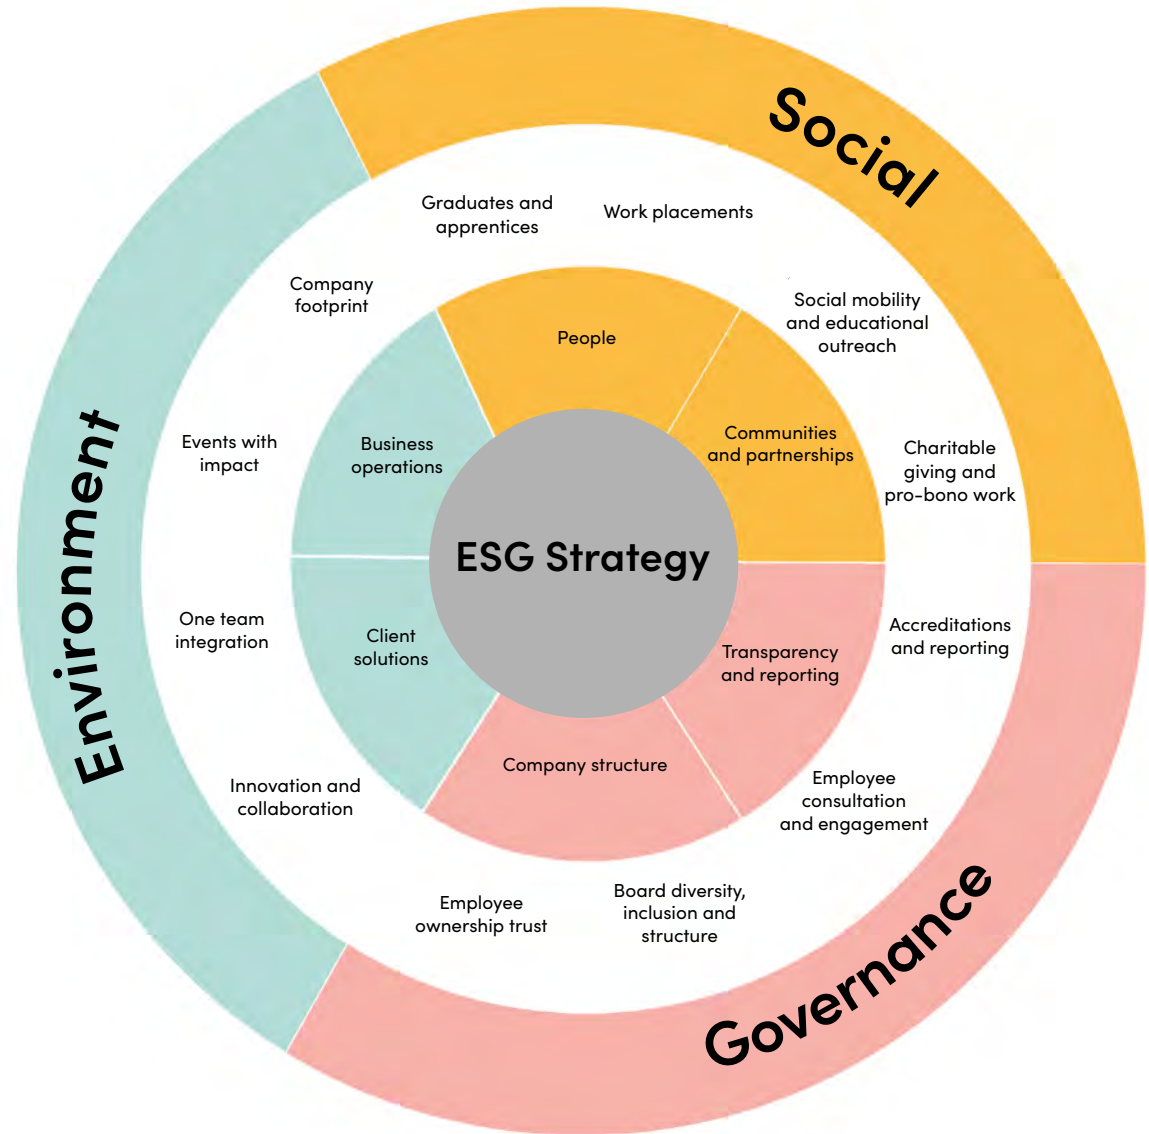 Social
Graduates and
apprentices
Work placements
Company
footprint
Social mobility
and educational
outreach
People
Communities
and partnerships
Business
operations
Events with
impact
Charitable
giving and
pro-bono work
Environment
ESG Strategy
One team
integration
Client
solutions
Transparency
and reporting
Accreditations
and reporting
Company structure
Innovation and
collaboration
Employee
consultation
and engagement
Employee
ownership trust
Board diversity,
inclusion and
structure
Governance